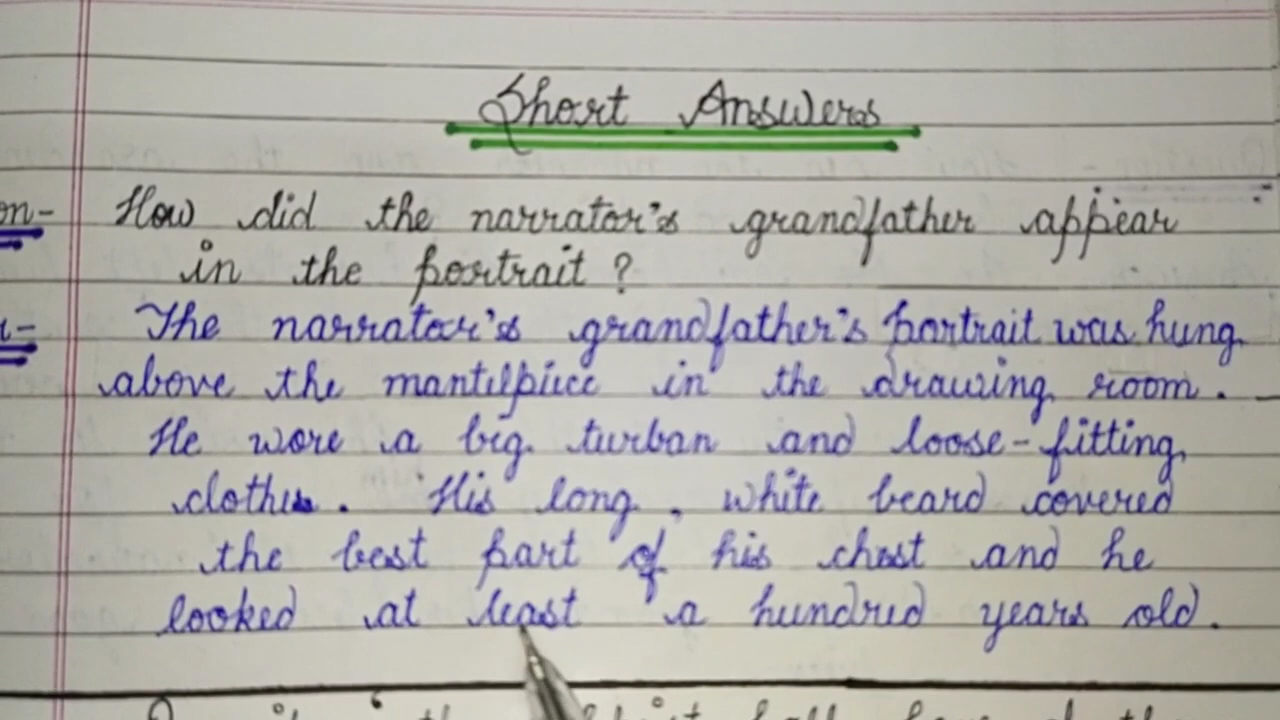 Short Answers
on- How did the narrator's grandfather appear
in the portrait ?
The narrator's grandfather's portrait was hung
above the mantelpiece in the drawing room.
He wore a big turban and loose-fitting
clothes. His long, white beard covered
the best part of his chest and he
looked at least a hundred years old.